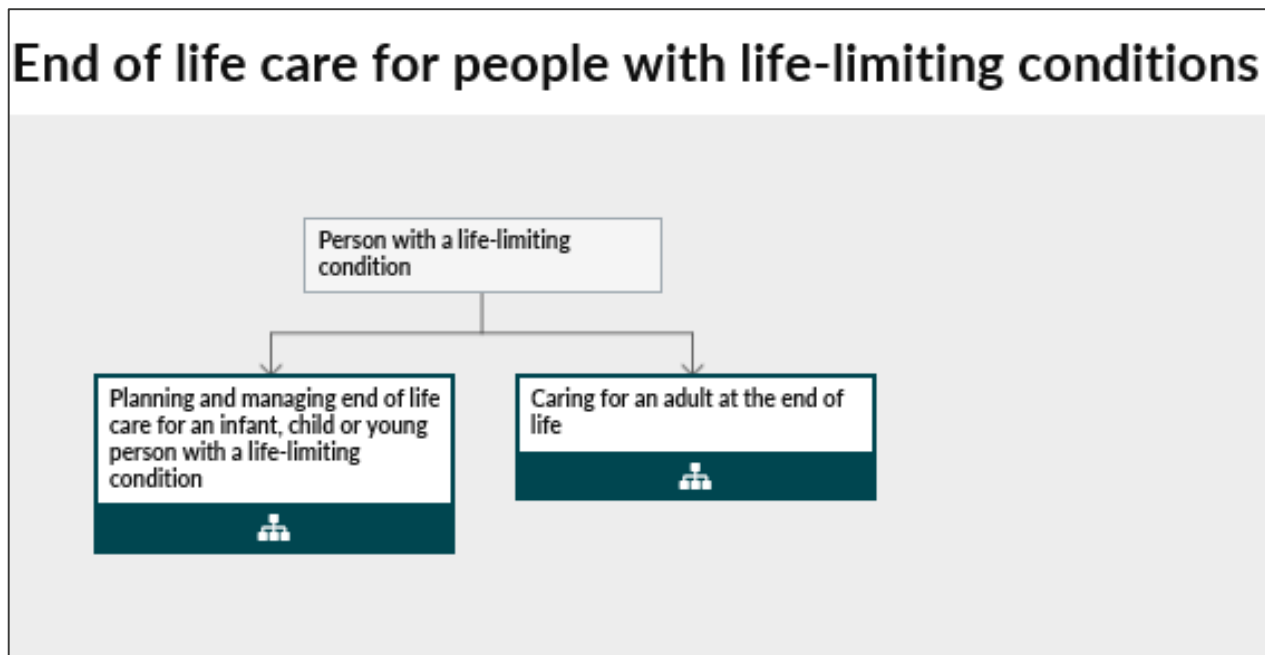 End of life care for people with life-limiting conditions
Person with a life-limiting
condition
Planning and managing end of life
care for an infant, child or young
person with a life-limiting
condition
Caring for an adult at the end of
life